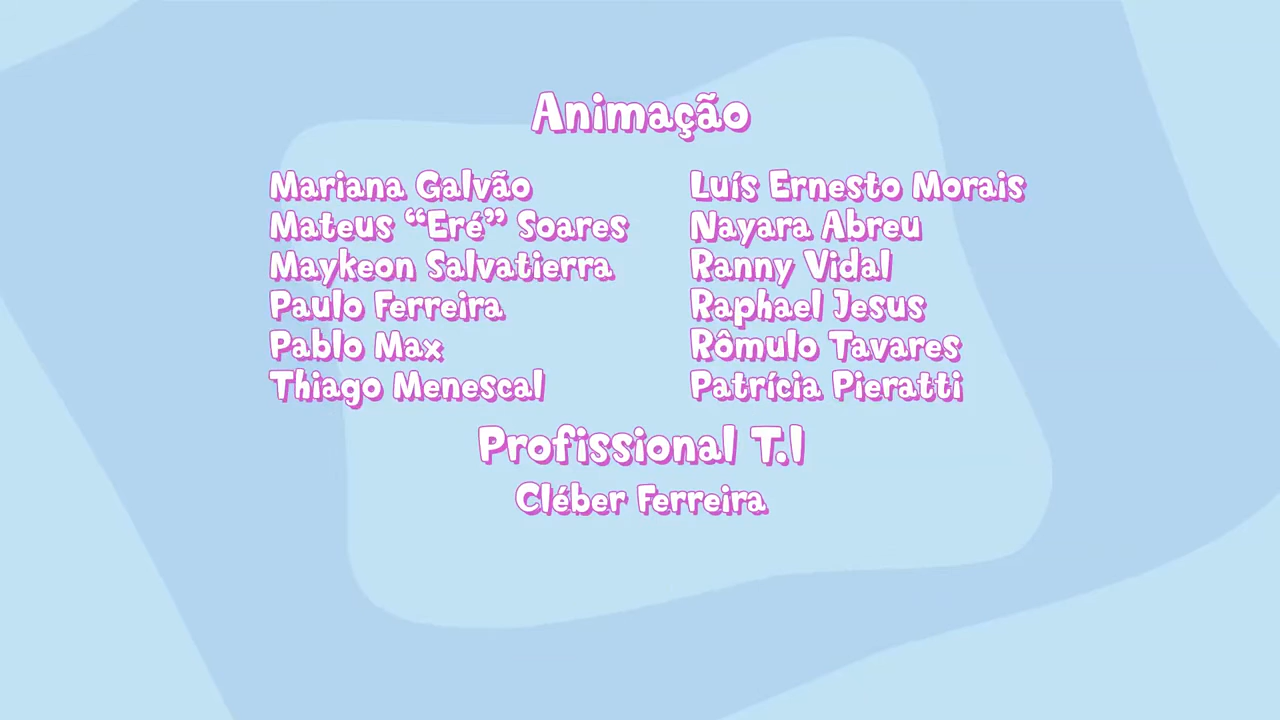 Animação
Mariana Galvão
Mateus “Eré” Soares
Maykeon Salvatierra
Paulo Ferreira
Pablo Max
Thiago Menescal
Luís Ernesto Morais
Nayara Abreu
Ranny Vidal
Raphael Jesus
Rômulo Tavares
Patrícia Pieratti
Profissional T.I
Cléber Ferreira